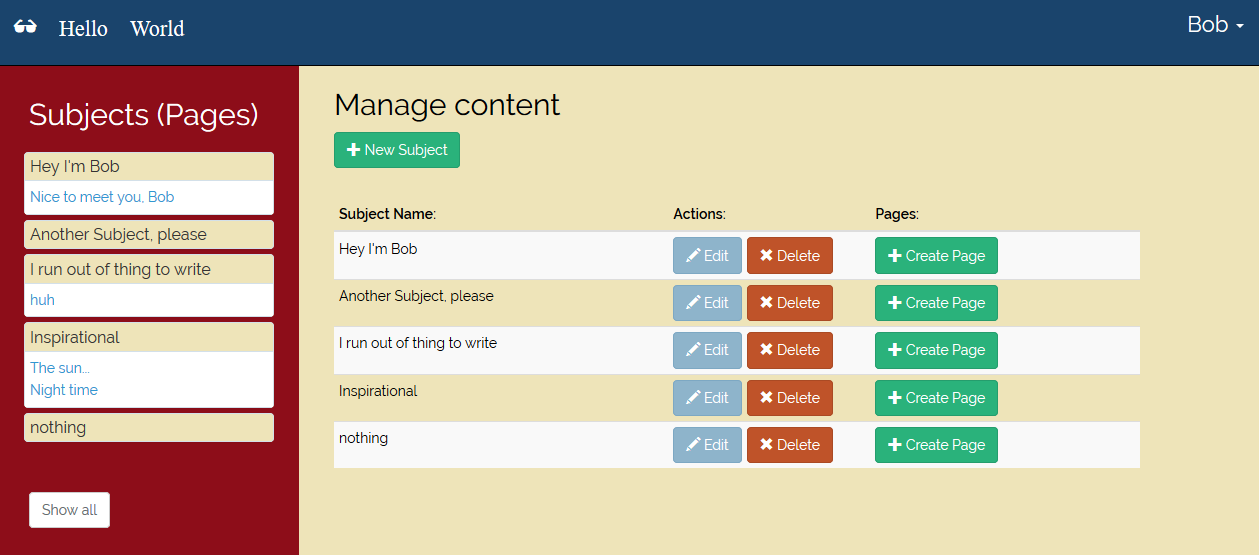 Hello World Bob
Subjects (Pages)
Hey I'm Bob
Nice to meet you, Bob
Another Subject, please
I run out of thing to write
huh
Inspirational
The sun...
Night time
nothing
Show all
Manage content
New Subject
Subject Name: Actions: Pages:
Hey I'm Bob Edit Delete Create Page
Another Subject, please Edit Delete Create Page
I run out of thing to write Edit Delete Create Page
Inspirational Edit Delete Create Page
nothing Edit Delete Create Page